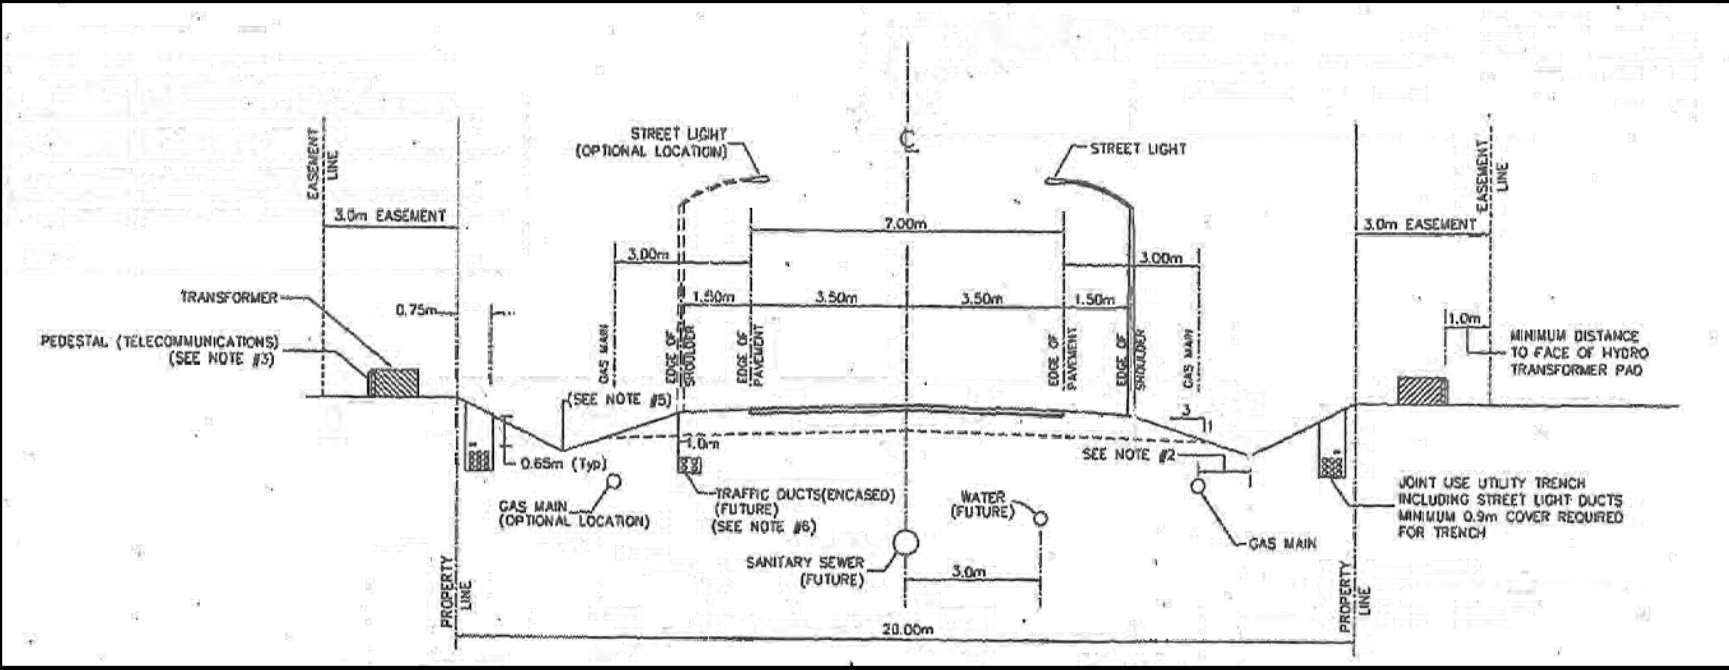 STREET LIGHT
(OPTIONAL LOCATION)
℄
STREET LIGHT
EASEMENT
LINE
EASEMENT
LINE
3.0m EASEMENT
7.00m
3.0m EASEMENT
3.00m
3.00m
TRANSFORMER
0.75m
1.50m
3.50m
3.50m
1.50m
1.0m
PEDESTAL (TELECOMMUNICATIONS)
(SEE NOTE #3)
GAS MAIN
EDGE OF
SHOULDER
EDGE OF
PAVEMENT
EDGE OF
PAVEMENT
EDGE OF
SHOULDER
GAS MAIN
MINIMUM DISTANCE
TO FACE OF HYDRO
TRANSFORMER PAD
(SEE NOTE #5)
3
1
1.0m
0.65m (Typ)
SEE NOTE #2
GAS MAIN
(OPTIONAL LOCATION)
TRAFFIC DUCTS(ENCASED)
(FUTURE)
(SEE NOTE #6)
WATER
(FUTURE)
JOINT USE UTILITY TRENCH
INCLUDING STREET LIGHT DUCTS
MINIMUM 0.9m COVER REQUIRED
FOR TRENCH
GAS MAIN
SANITARY SEWER
(FUTURE)
3.0m
PROPERTY
LINE
PROPERTY
LINE
20.00m